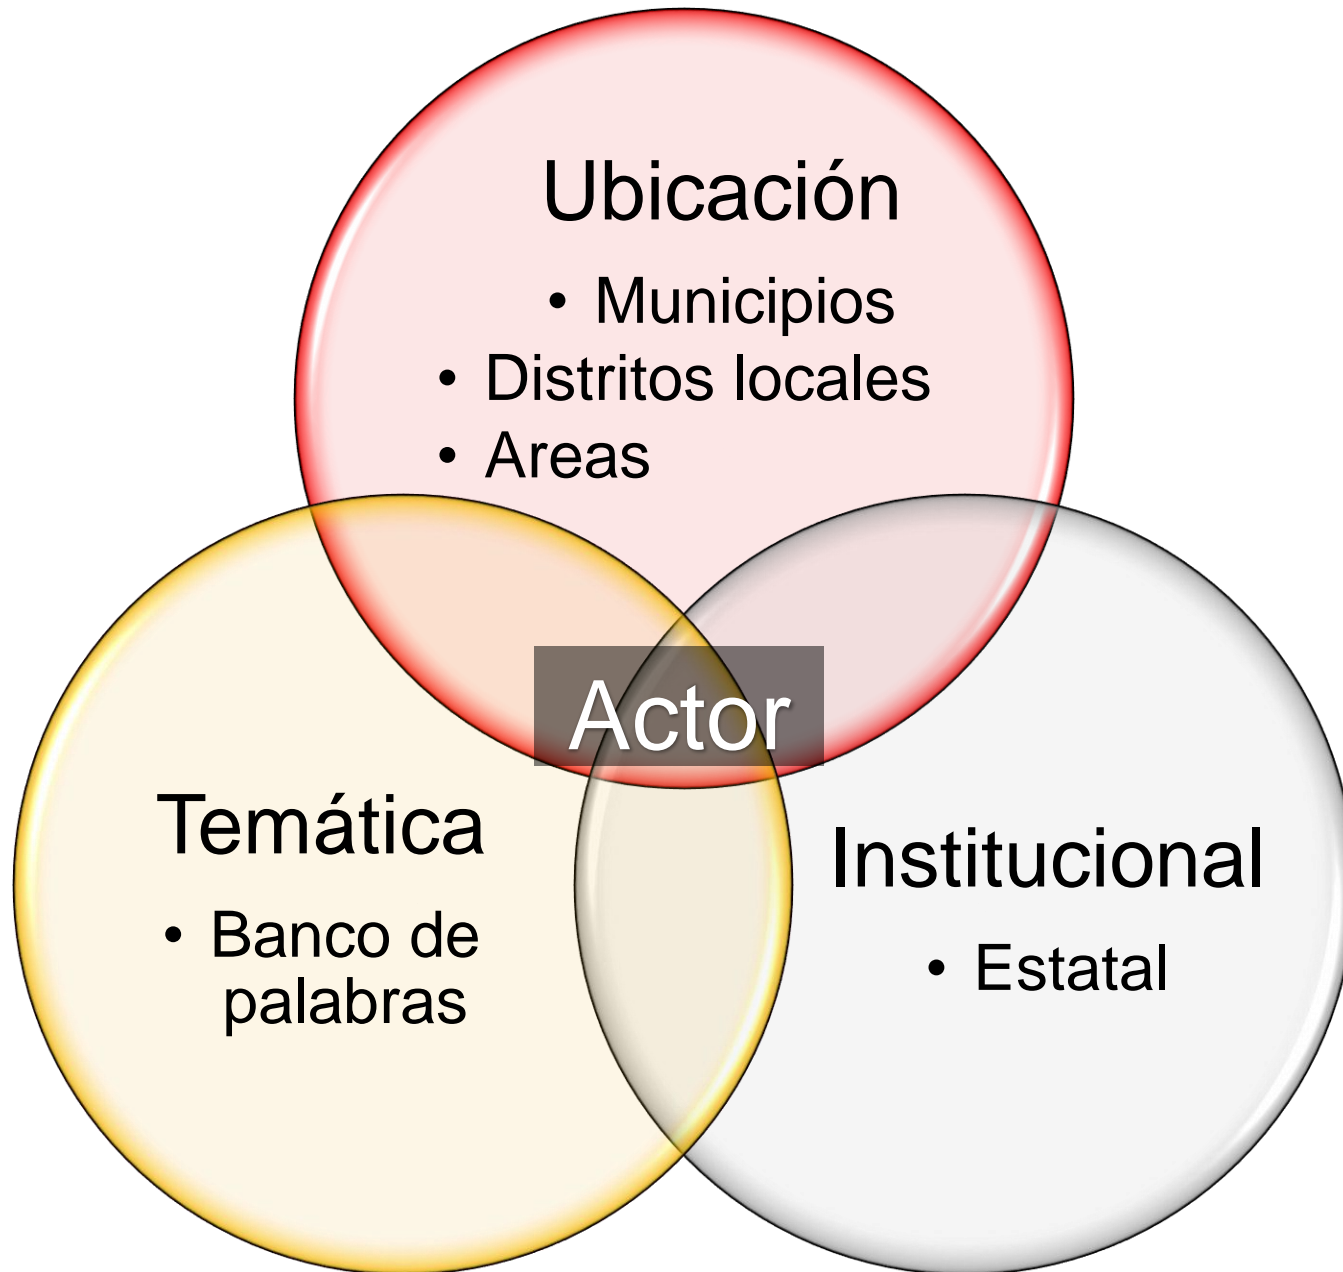 Ubicación
• Municipios
• Distritos locales
• Areas
Actor
Temática
• Banco de
palabras
Institucional
• Estatal